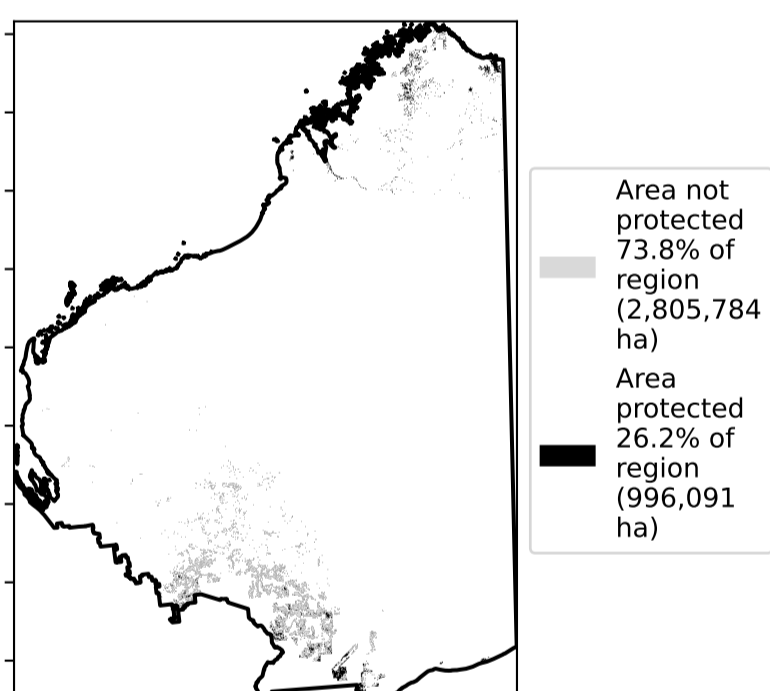 Area not
protected
73.8% of
region
(2,805,784
ha)
Area
protected
26.2% of
region
(996,091
ha)